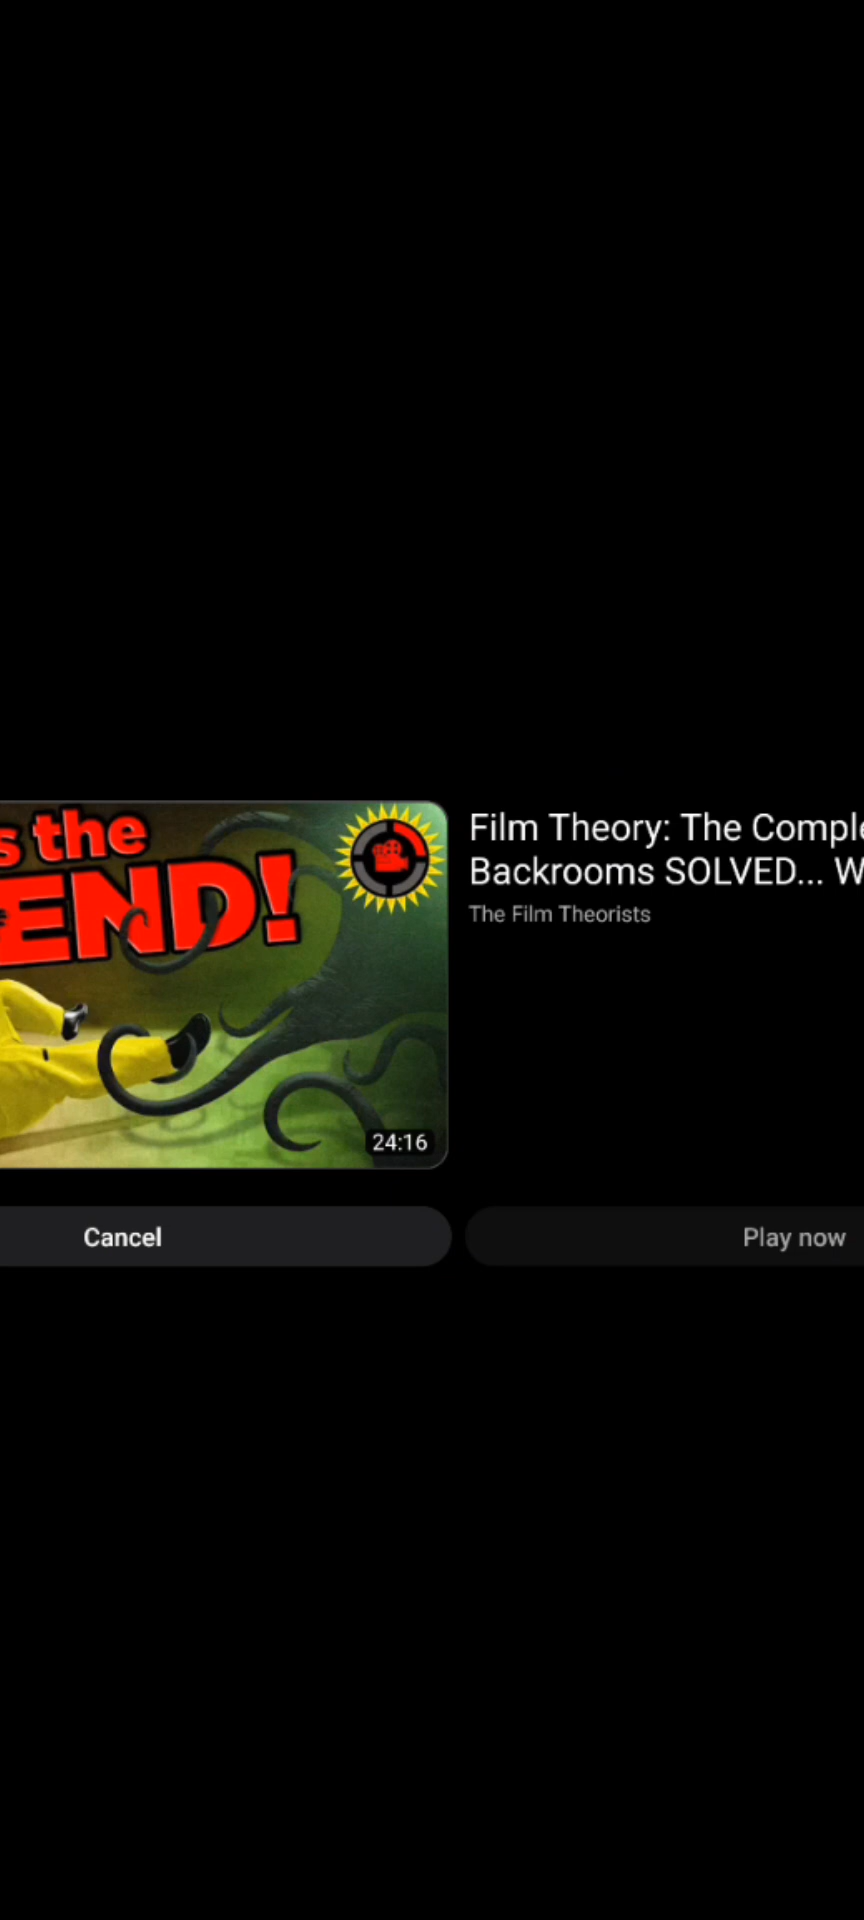 s the
END!
24:16
Film Theory: The Comple
Backrooms SOLVED... W
The Film Theorists
Cancel
Play now